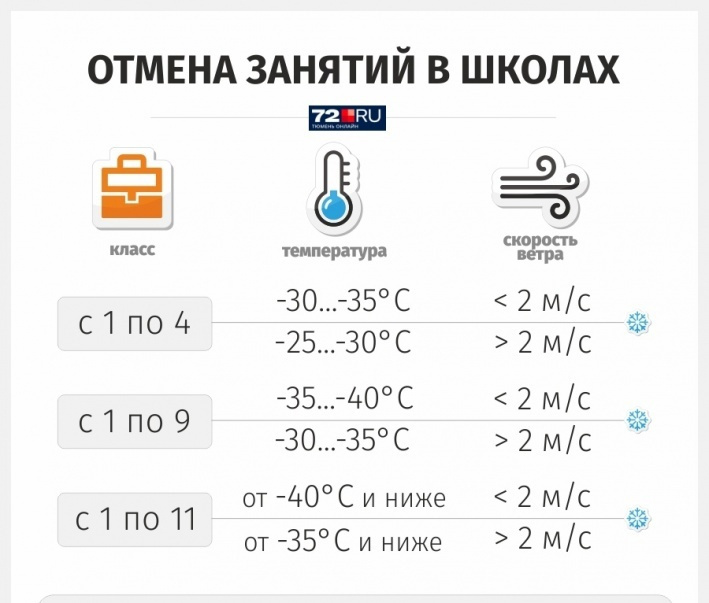 ОТМЕНА ЗАНЯТИЙ В ШКОЛАХ
72 RU
ТЮМЕНЬ ОНЛАЙН
класс
температура
скорость
ветра
с 1 по 4
-30...-35°С
< 2 м/с
-25...-30°С
> 2 м/с
с 1 по 9
-35...-40°С
< 2 м/с
-30...-35°С
> 2 м/с
с 1 по 11
от -40°С и ниже
< 2 м/с
от -35°С и ниже
> 2 м/с